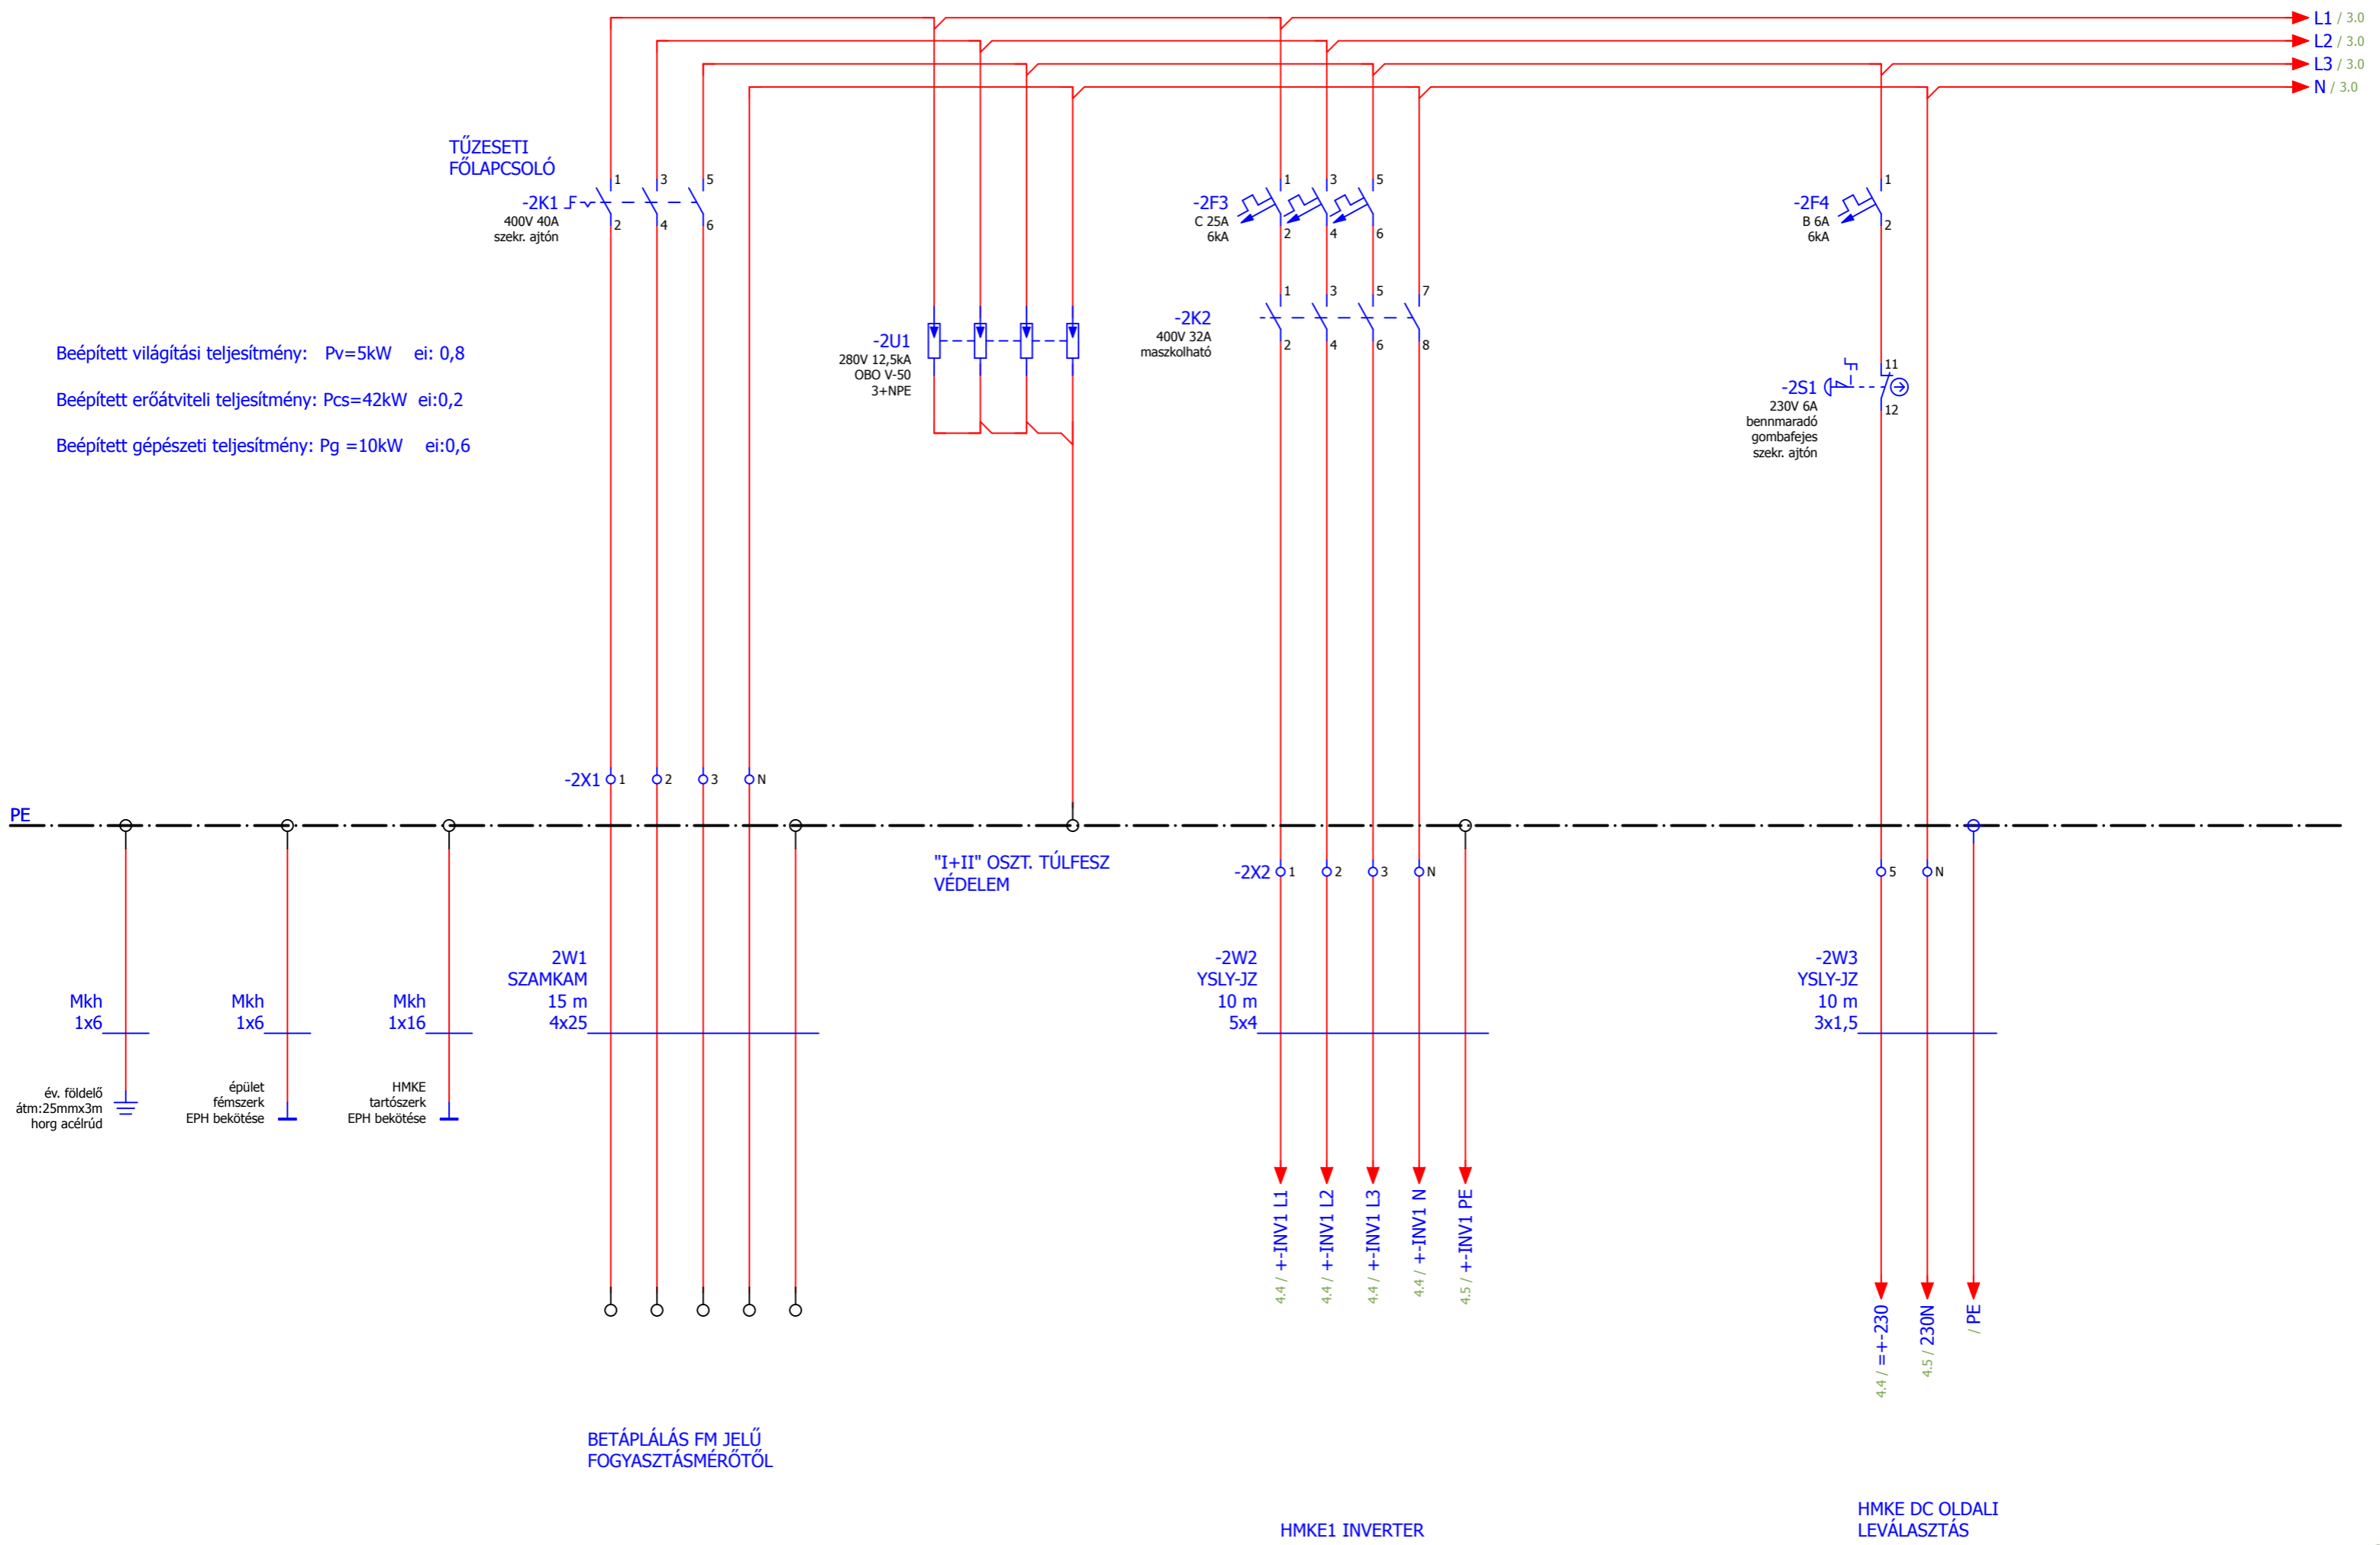 L1 / 3.0
L2 / 3.0
L3 / 3.0
N / 3.0
TŰZESETI
FŐLAPCSOLÓ
-2K1
400V 40A
szekr. ajtón
1
3
5
2
4
6
-2F3
C 25A
6kA
1
3
5
2
4
6
-2F4
B 6A
6kA
1
2
-2K2
400V 32A
maszkolható
1
3
5
7
2
4
6
8
-2U1
280V 12,5kA
OBO V-50
3+NPE
Beépített világítási teljesítmény: Pv=5kW ei: 0,8
Beépített erőátviteli teljesítmény: Pcs=42kW ei:0,2
Beépített gépészeti teljesítmény: Pg =10kW ei:0,6
-2S1
230V 6A
bennmaradó
gombafejes
szekr. ajtón
11
12
-2X1
1
2
3
N
PE
"I+II" OSZT. TÚLFESZ
VÉDELEM
-2X2
1
2
3
N
5
N
Mkh
1x6
Mkh
1x6
Mkh
1x16
2W1
SZAMKAM
15 m
4x25
-2W2
YSLY-JZ
10 m
5x4
-2W3
YSLY-JZ
10 m
3x1,5
év. földelő
átm:25mmx3m
horg acélrúd
épület
fémszerk
EPH bekötése
HMKE
tartószerk
EPH bekötése
4.4 / +-INV1 L1
4.4 / +-INV1 L2
4.4 / +-INV1 L3
4.4 / +-INV1 N
4.5 / +-INV1 PE
4.4 / =+-230
4.5 / 230N
/ PE
BETÁPLÁLÁS FM JELŰ
FOGYASZTÁSMÉRŐTŐL
HMKE1 INVERTER
HMKE DC OLDALI
LEVÁLASZTÁS